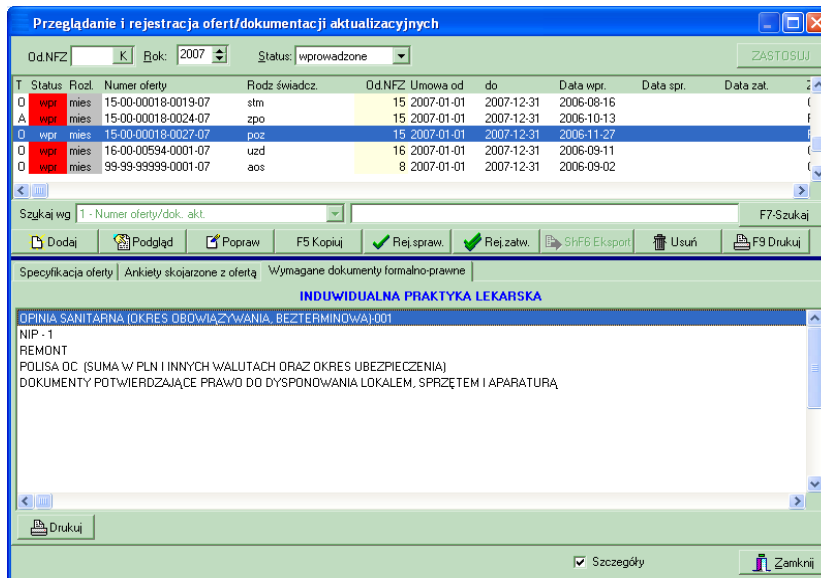 Przeglądanie i rejestracja ofert/dokumentacji aktualizacyjnych
Od.NFZ K Rok: 2007 Status: wprowadzone ZASTOSUJ
T Status Rozl. Numer oferty Rodz świadcz. Od.NFZ Umowa od do Data wpr. Data spr. Data zat.
O wpr mies 15-00-00018-0019-07 stm 15 2007-01-01 2007-12-31 2006-08-16
A wpr mies 15-00-00018-0024-07 zpo 15 2007-01-01 2007-12-31 2006-10-13
O wpr mies 15-00-00018-0027-07 poz 15 2007-01-01 2007-12-31 2006-11-27
O wpr mies 16-00-00594-0001-07 uzd 16 2007-01-01 2007-12-31 2006-09-11
O wpr mies 99-99-99999-0001-07 aos 8 2007-01-01 2007-12-31 2006-09-02
Szukaj wg 1 - Numer oferty/dok. akt. F7-Szukaj
Dodaj Podgląd Popraw F5 Kopiuj Rej.spraw. Rej.zatw. ShF6 Eksport Usuń F9 Drukuj
Specyfikacja oferty Ankiety skojarzone z ofertą Wymagane dokumenty formalno-prawne
INDUWIDUALNA PRAKTYKA LEKARSKA
OPINIA SANITARNA (OKRES OBOWIĄZYWANIA, BEZTERMINOWA)-001
NIP - 1
REMONT
POLISA OC (SUMA W PLN I INNYCH WALUTACH ORAZ OKRES UBEZPIECZENIA)
DOKUMENTY POTWIERDZAJĄCE PRAWO DO DYSPONOWANIA LOKALEM, SPRZĘTEM I APARATURĄ
Drukuj
Szczegóły Zamknij